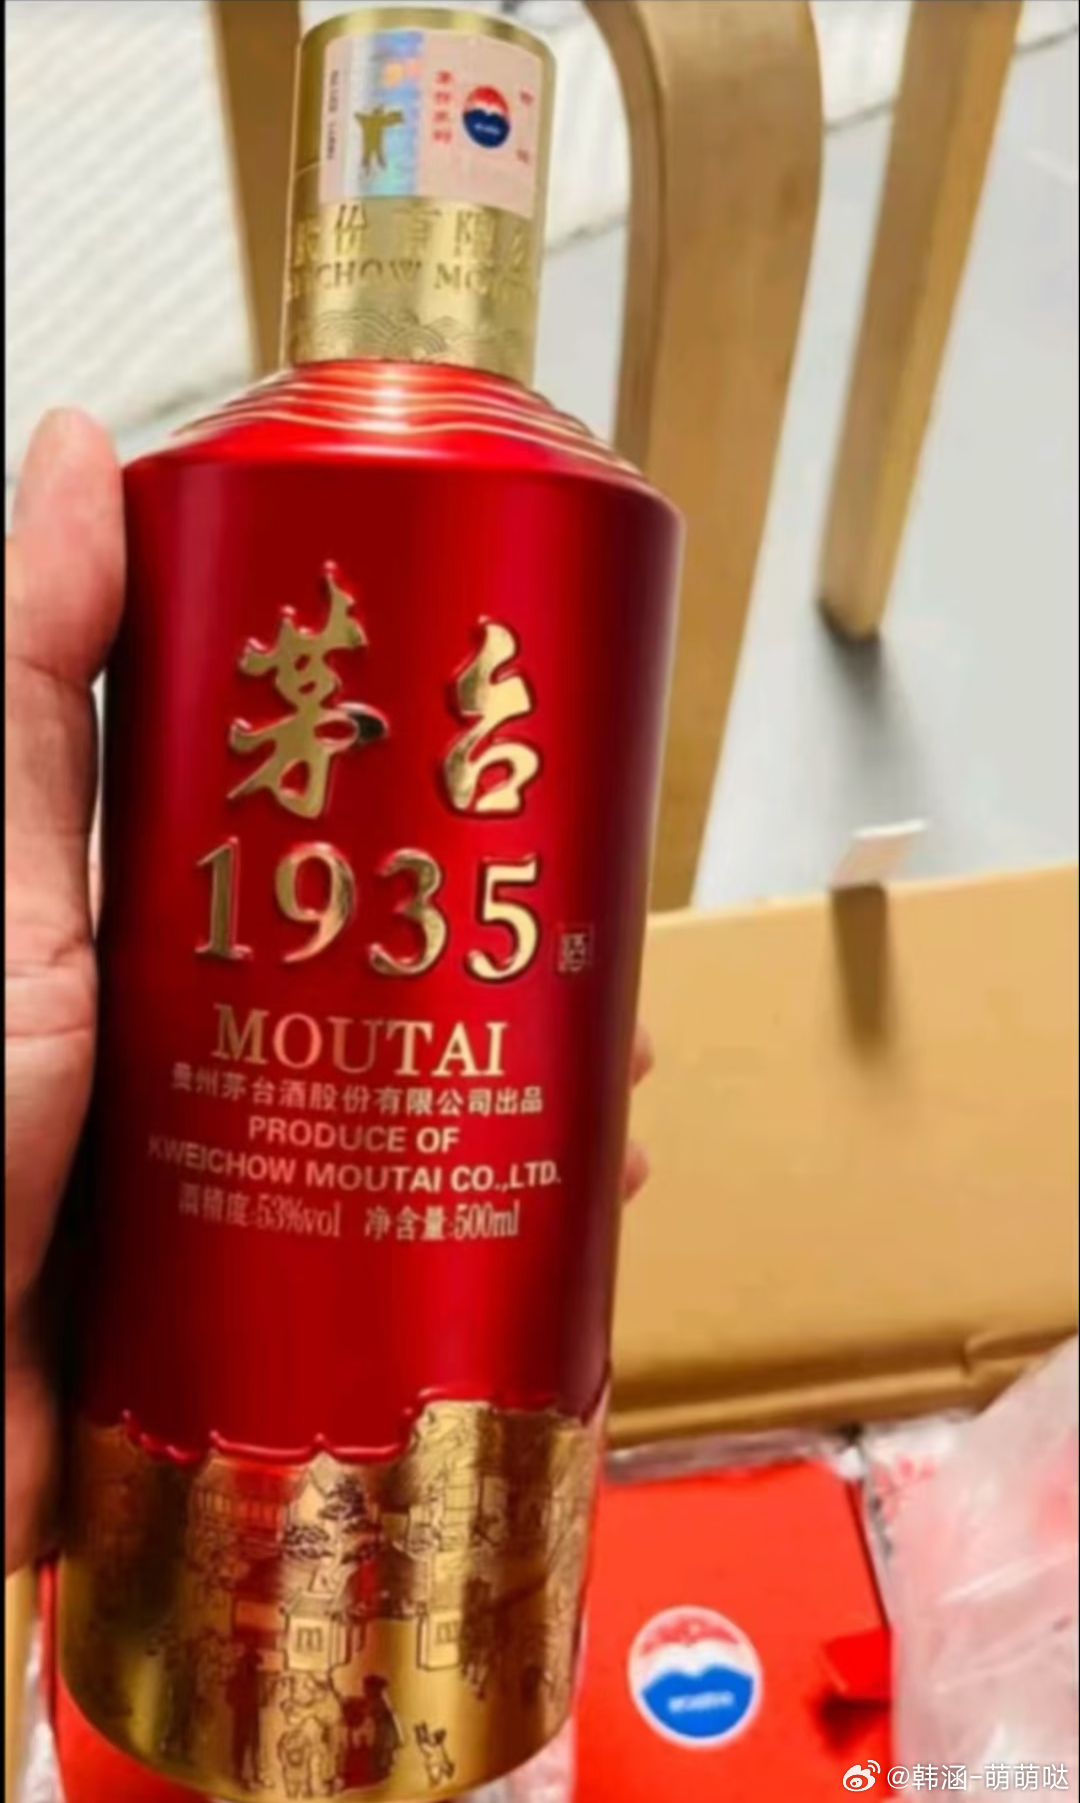 茅台
1935
酒
MOUTAI
贵州茅台酒股份有限公司出品
PRODUCE OF
KWEICHOW MOUTAI CO.,LTD.
酒精度:53%vol 净含量:500ml
@韩涵-萌萌哒